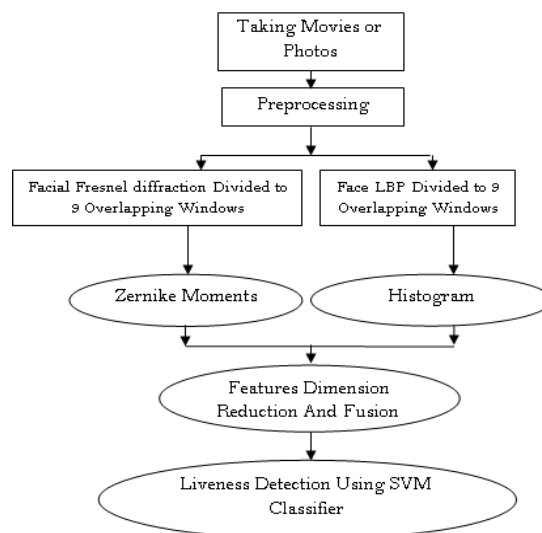 Taking Movies or
Photos
Preprocessing
Facial Fresnel diffraction Divided to
9 Overlapping Windows
Face LBP Divided to 9
Overlapping Windows
Zernike Moments
Histogram
Features Dimension
Reduction And Fusion
Liveness Detection Using SVM
Classifier